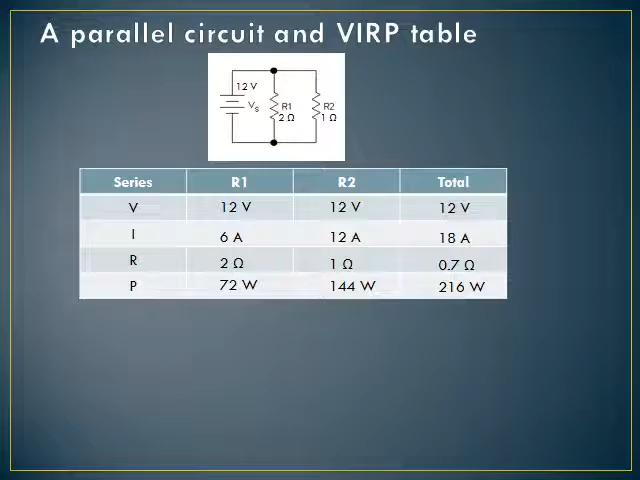 A parallel circuit and VIRP table
12 V
Vs
R1
2 Ω
R2
1 Ω
Series R1 R2 Total
V 12 V 12 V 12 V
I 6 A 12 A 18 A
R 2 Ω 1 Ω 0.7 Ω
P 72 W 144 W 216 W